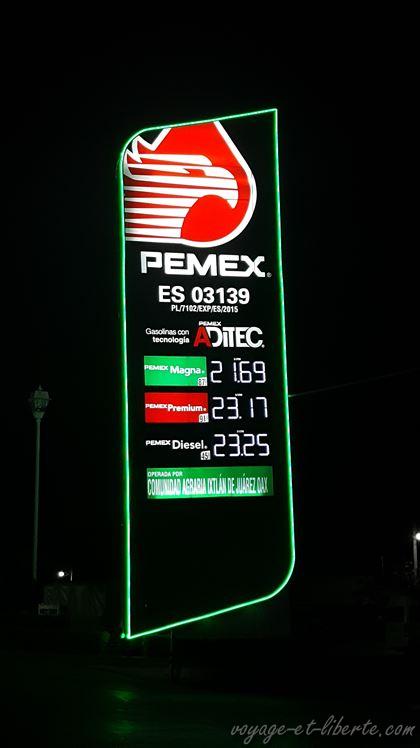 PEMEX®
ES 03139
PL/7102/EXP/ES/2015
Gasolinas con
tecnología
PEMEX
ADiTEC®
PEMEX Magna® 87 21.69
PEMEX Premium® 91 23.17
PEMEX Diesel® 45 23.25
OPERADA POR
COMUNIDAD AGRARIA IXTLÁN DE JUÁREZ OAX
voyage-et-liberte.com